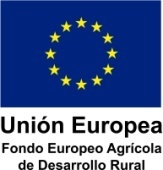 Unión Europea
Fondo Europeo Agrícola
de Desarrollo Rural